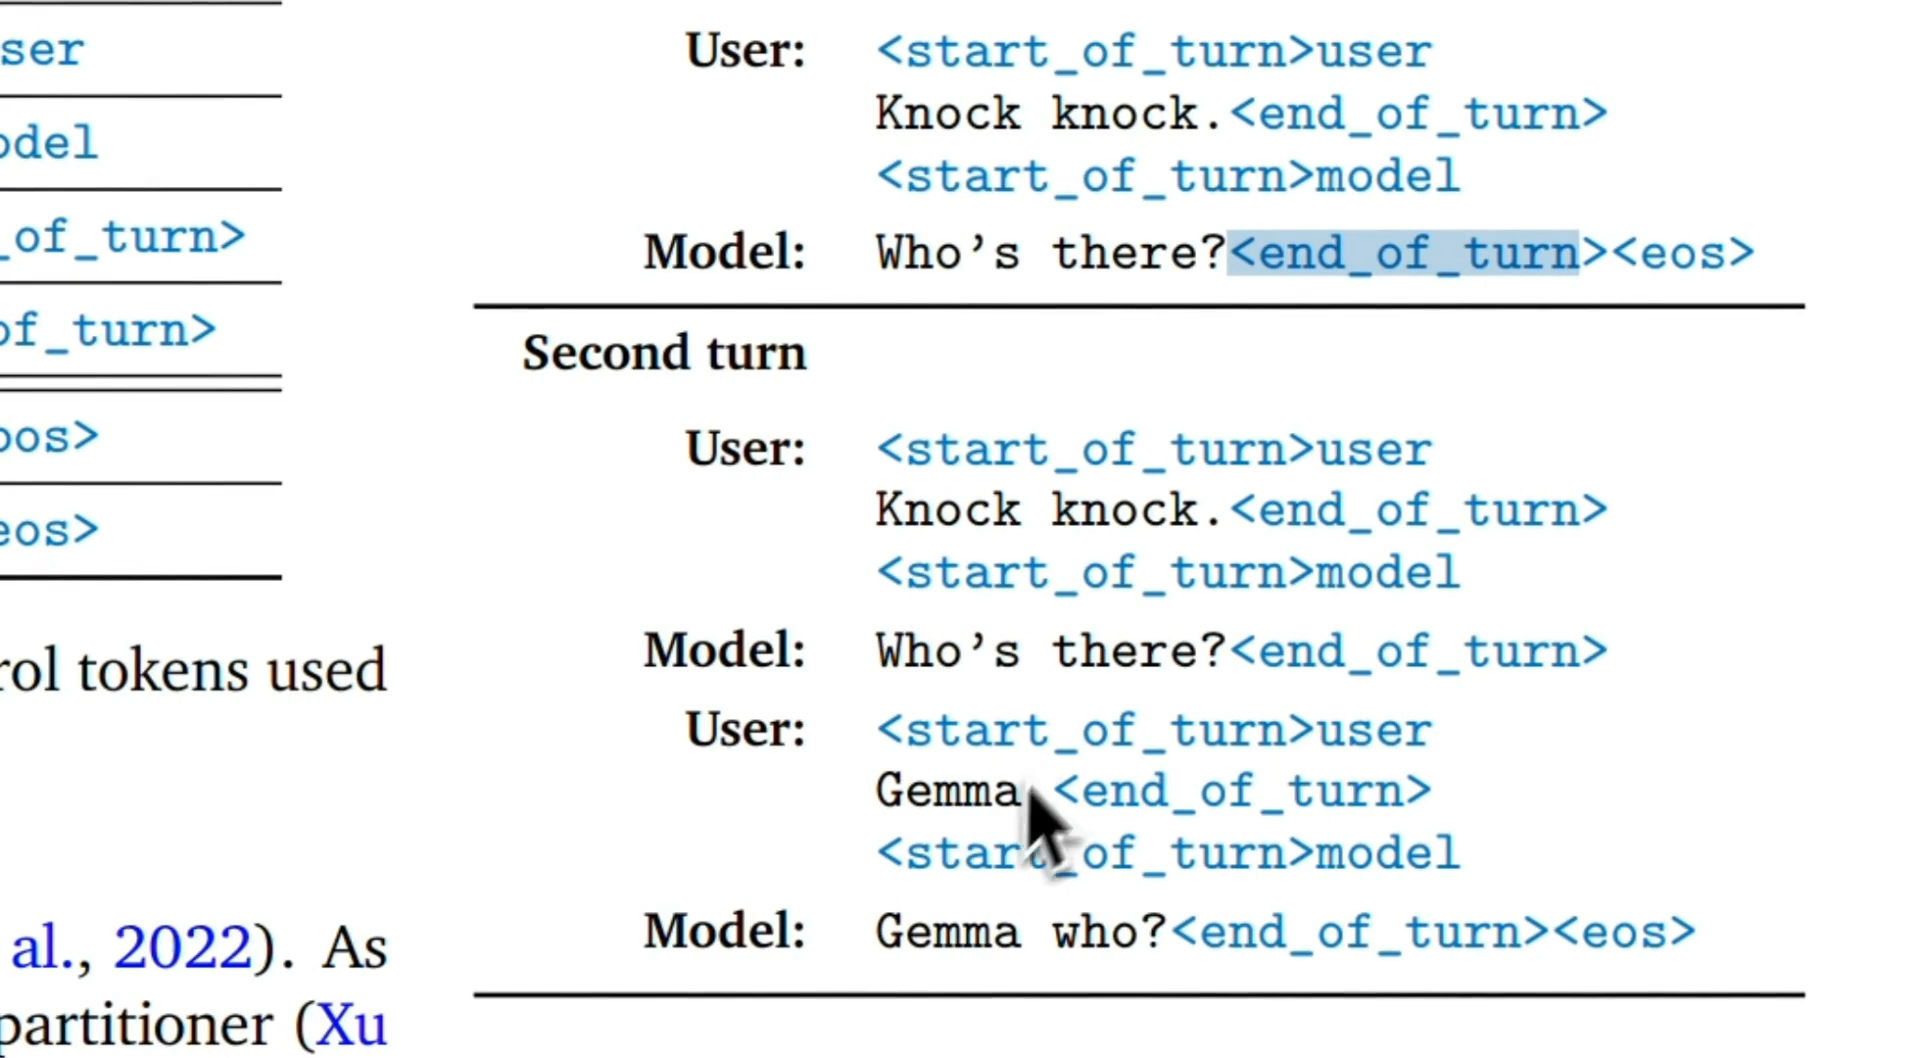 ser
odel
_of_turn>
of_turn>
bos>
eos>
rol tokens used
al., 2022). As
partitioner (Xu
User: <start_of_turn>user
Knock knock.<end_of_turn>
<start_of_turn>model
Model: Who's there?<end_of_turn><eos>
Second turn
User: <start_of_turn>user
Knock knock.<end_of_turn>
<start_of_turn>model
Model: Who's there?<end_of_turn>
User: <start_of_turn>user
Gemma.<end_of_turn>
<start_of_turn>model
Model: Gemma who?<end_of_turn><eos>